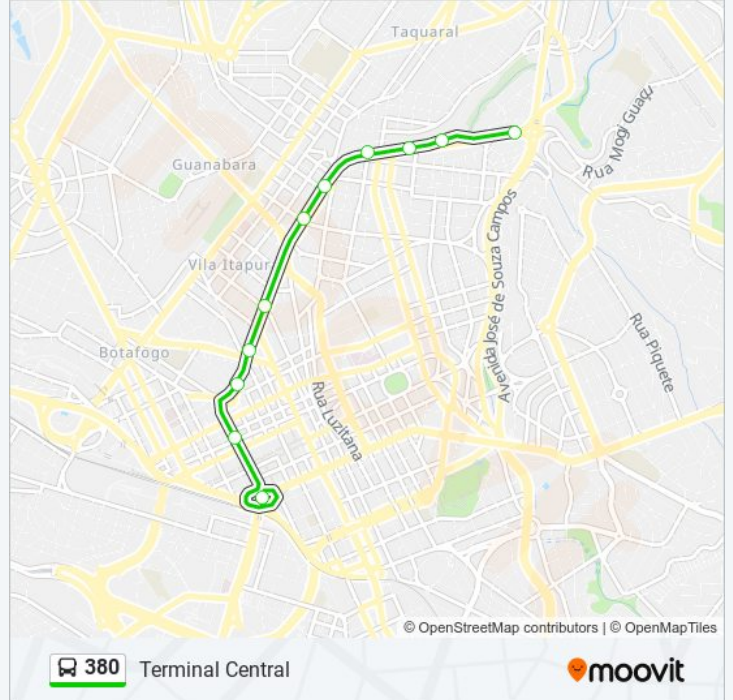 Taquaral
Rua Mogi Guaçu
Guanabara
Avenida José de Souza Campos
Vila Itapur
Botafogo
Rua Piquete
Rua Luzitana
© OpenStreetMap contributors | © OpenMapTiles
380 Terminal Central
moovit